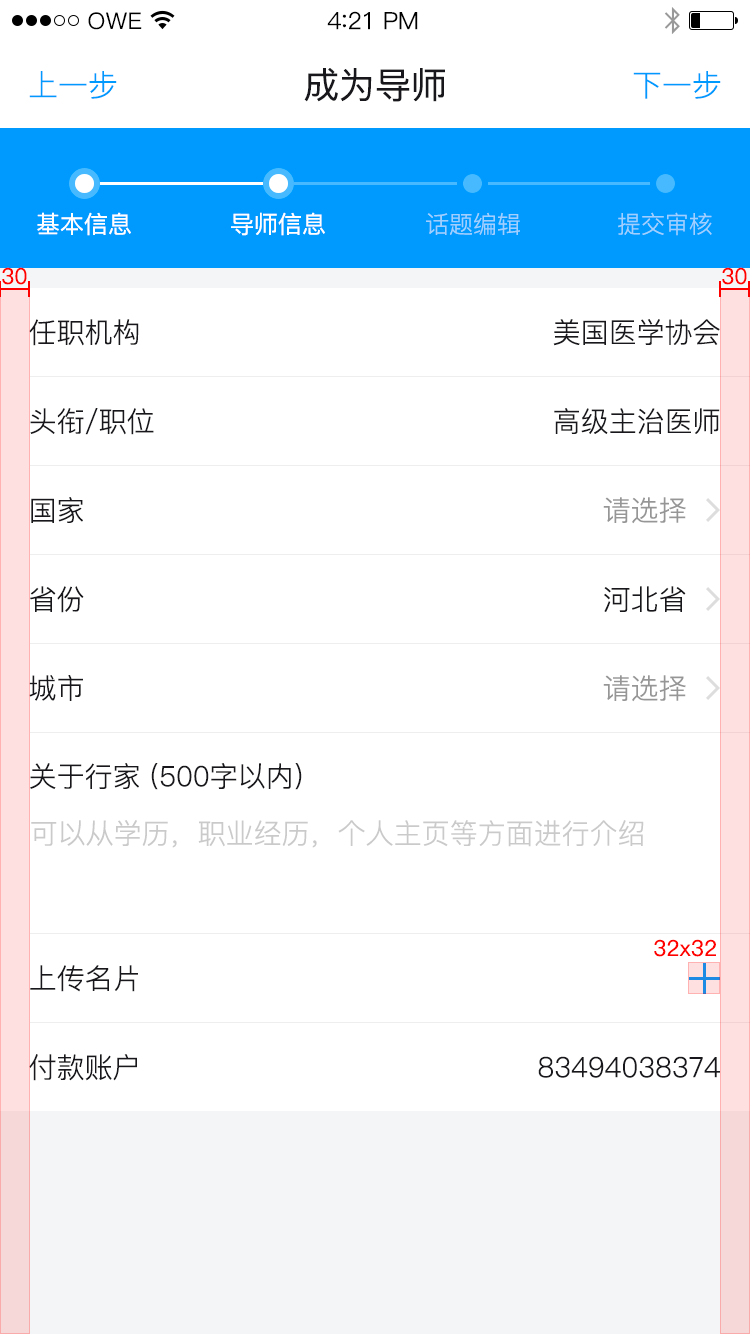 OWE 4:21 PM
上一步 成为导师 下一步
基本信息 导师信息 话题编辑 提交审核
30 30
任职机构 美国医学协会
头衔/职位 高级主治医师
国家 请选择
省份 河北省
城市 请选择
关于行家 (500字以内)
可以从学历，职业经历，个人主页等方面进行介绍
32x32
上传名片
付款账户 83494038374